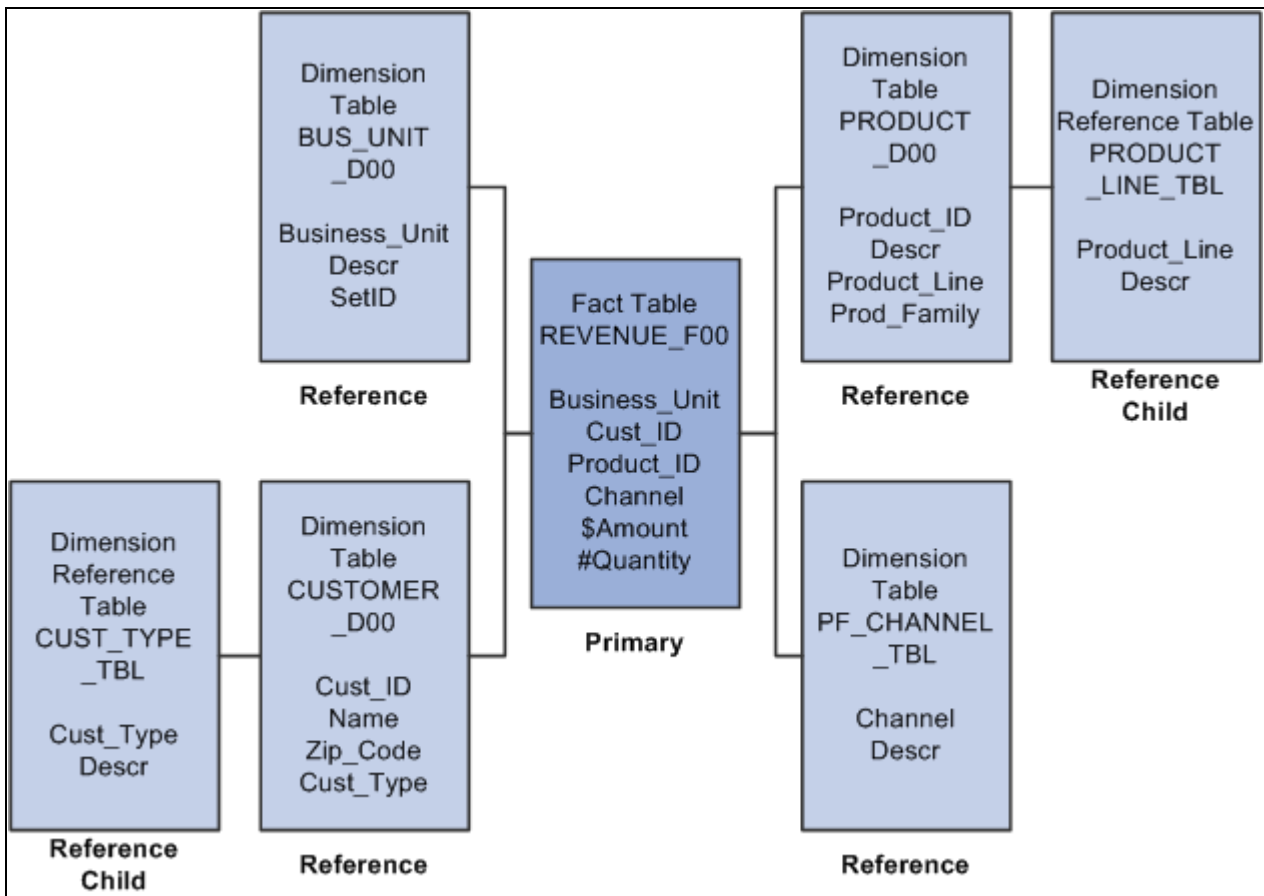 Dimension
Table
BUS_UNIT
_D00
Business_Unit
Descr
SetID
Reference
Dimension
Table
PRODUCT
_D00
Product_ID
Descr
Product_Line
Prod_Family
Reference
Dimension
Reference Table
PRODUCT
_LINE_TBL
Product_Line
Descr
Reference
Child
Fact Table
REVENUE_F00
Business_Unit
Cust_ID
Product_ID
Channel
$Amount
#Quantity
Primary
Dimension
Reference
Table
CUST_TYPE
_TBL
Cust_Type
Descr
Reference
Child
Dimension
Table
CUSTOMER
_D00
Cust_ID
Name
Zip_Code
Cust_Type
Reference
Dimension
Table
PF_CHANNEL
_TBL
Channel
Descr
Reference